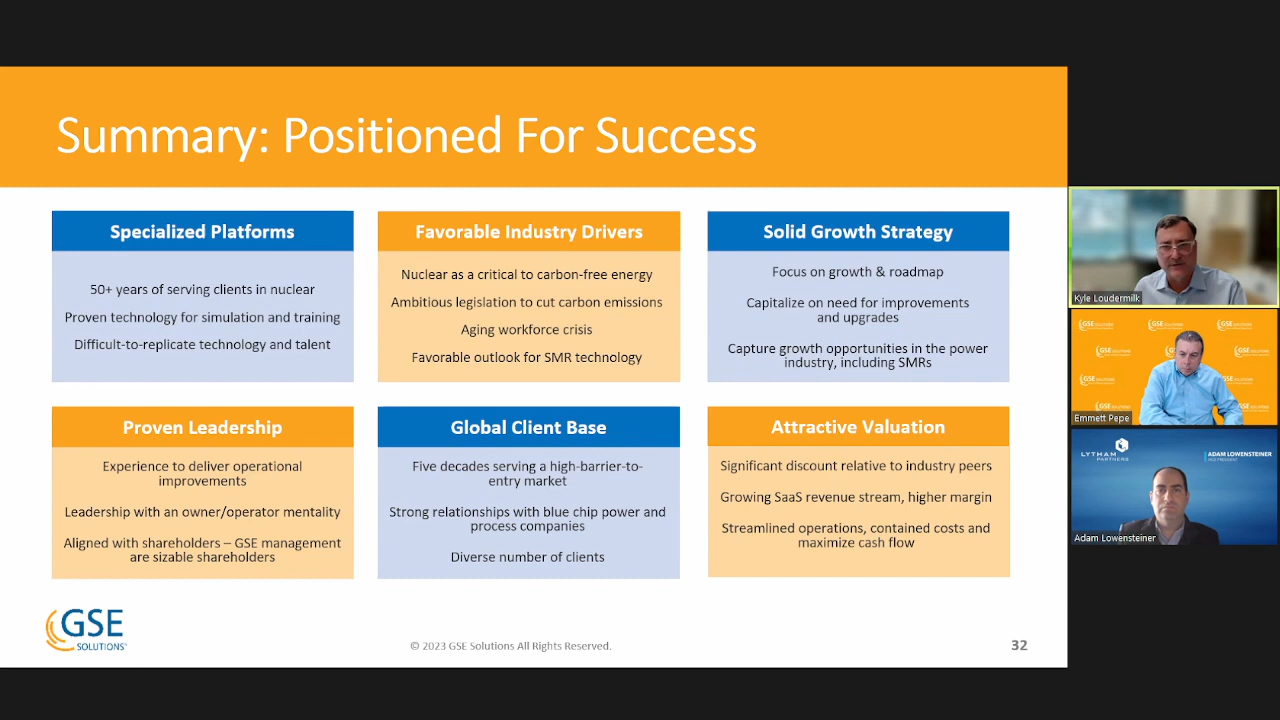 Summary: Positioned For Success
Specialized Platforms
50+ years of serving clients in nuclear
Proven technology for simulation and training
Difficult-to-replicate technology and talent
Favorable Industry Drivers
Nuclear as a critical to carbon-free energy
Ambitious legislation to cut carbon emissions
Aging workforce crisis
Favorable outlook for SMR technology
Solid Growth Strategy
Focus on growth & roadmap
Capitalize on need for improvements
and upgrades
Capture growth opportunities in the power
industry, including SMRs
Proven Leadership
Experience to deliver operational
improvements
Leadership with an owner/operator mentality
Aligned with shareholders – GSE management
are sizable shareholders
Global Client Base
Five decades serving a high-barrier-to-
entry market
Strong relationships with blue chip power and
process companies
Diverse number of clients
Attractive Valuation
Significant discount relative to industry peers
Growing SaaS revenue stream, higher margin
Streamlined operations, contained costs and
maximize cash flow
GSE
SOLUTIONS
© 2023 GSE Solutions All Rights Reserved.
32
Kyle Loudermilk
Emmett Pepe
LYTHAM
PARTNERS
ADAM LOWENSTEINER
VICE PRESIDENT
Adam Lowensteiner